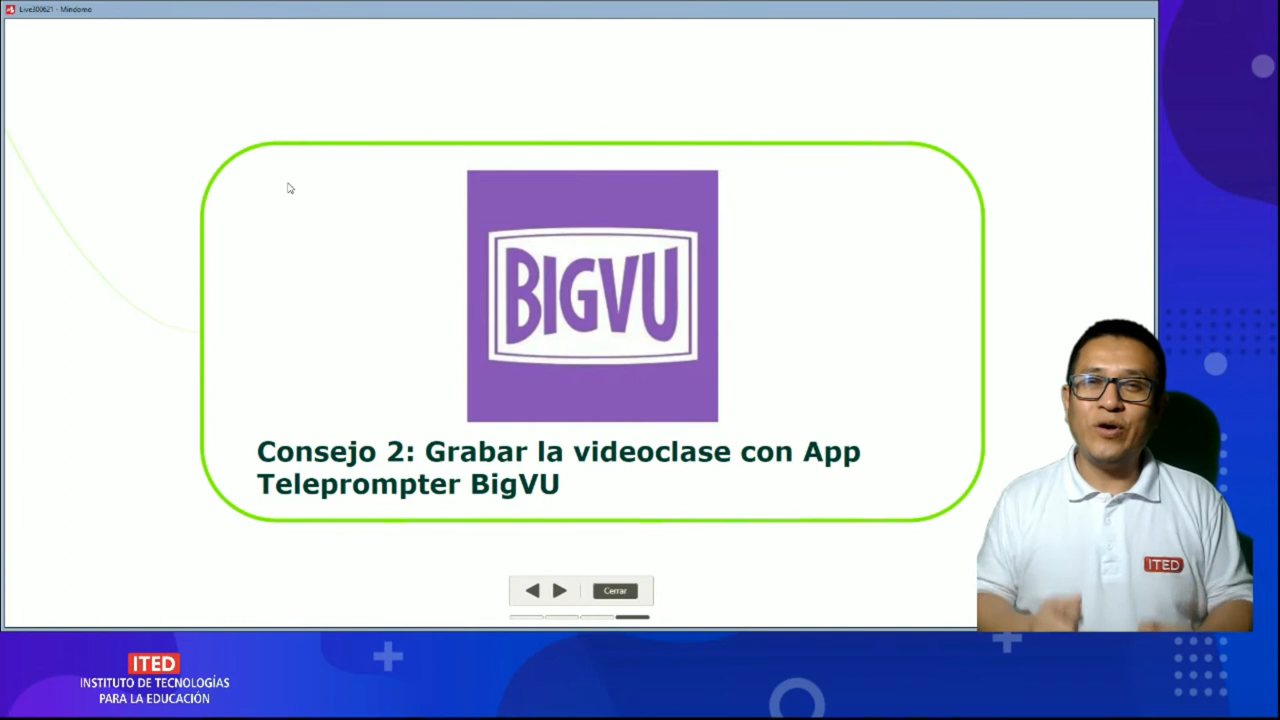 Live300621 - Mindomo
BIGVU
Consejo 2: Grabar la videoclase con App
Teleprompter BigVU
Cerrar
ITED
ITED
INSTITUTO DE TECNOLOGÍAS
PARA LA EDUCACIÓN